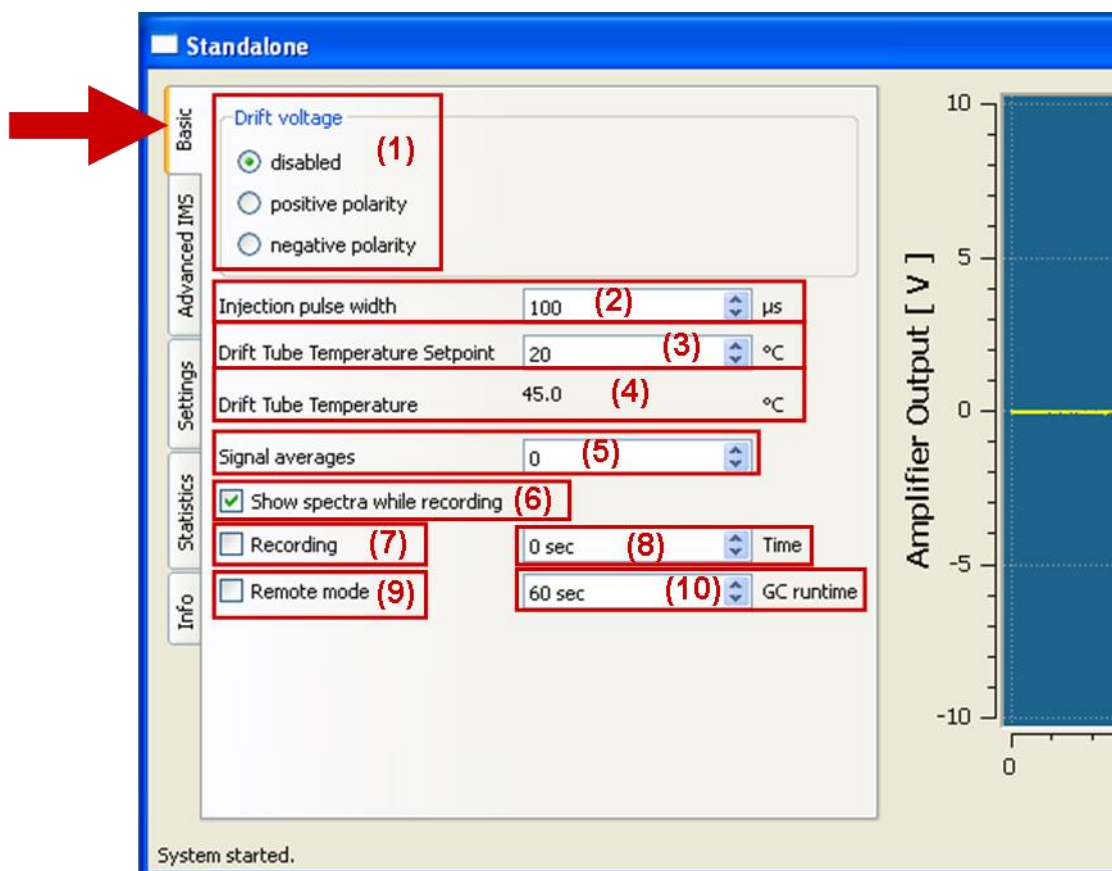 Standalone
Basic
Advanced IMS
Settings
Statistics
Info
Drift voltage
disabled (1)
positive polarity
negative polarity
Injection pulse width 100 (2) µs
Drift Tube Temperature Setpoint 20 (3) °C
Drift Tube Temperature 45.0 (4) °C
Signal averages 0 (5)
Show spectra while recording (6)
Recording (7) 0 sec (8) Time
Remote mode (9) 60 sec (10) GC runtime
Amplifier Output [ V ]
10
5
0
-5
-10
0
System started.